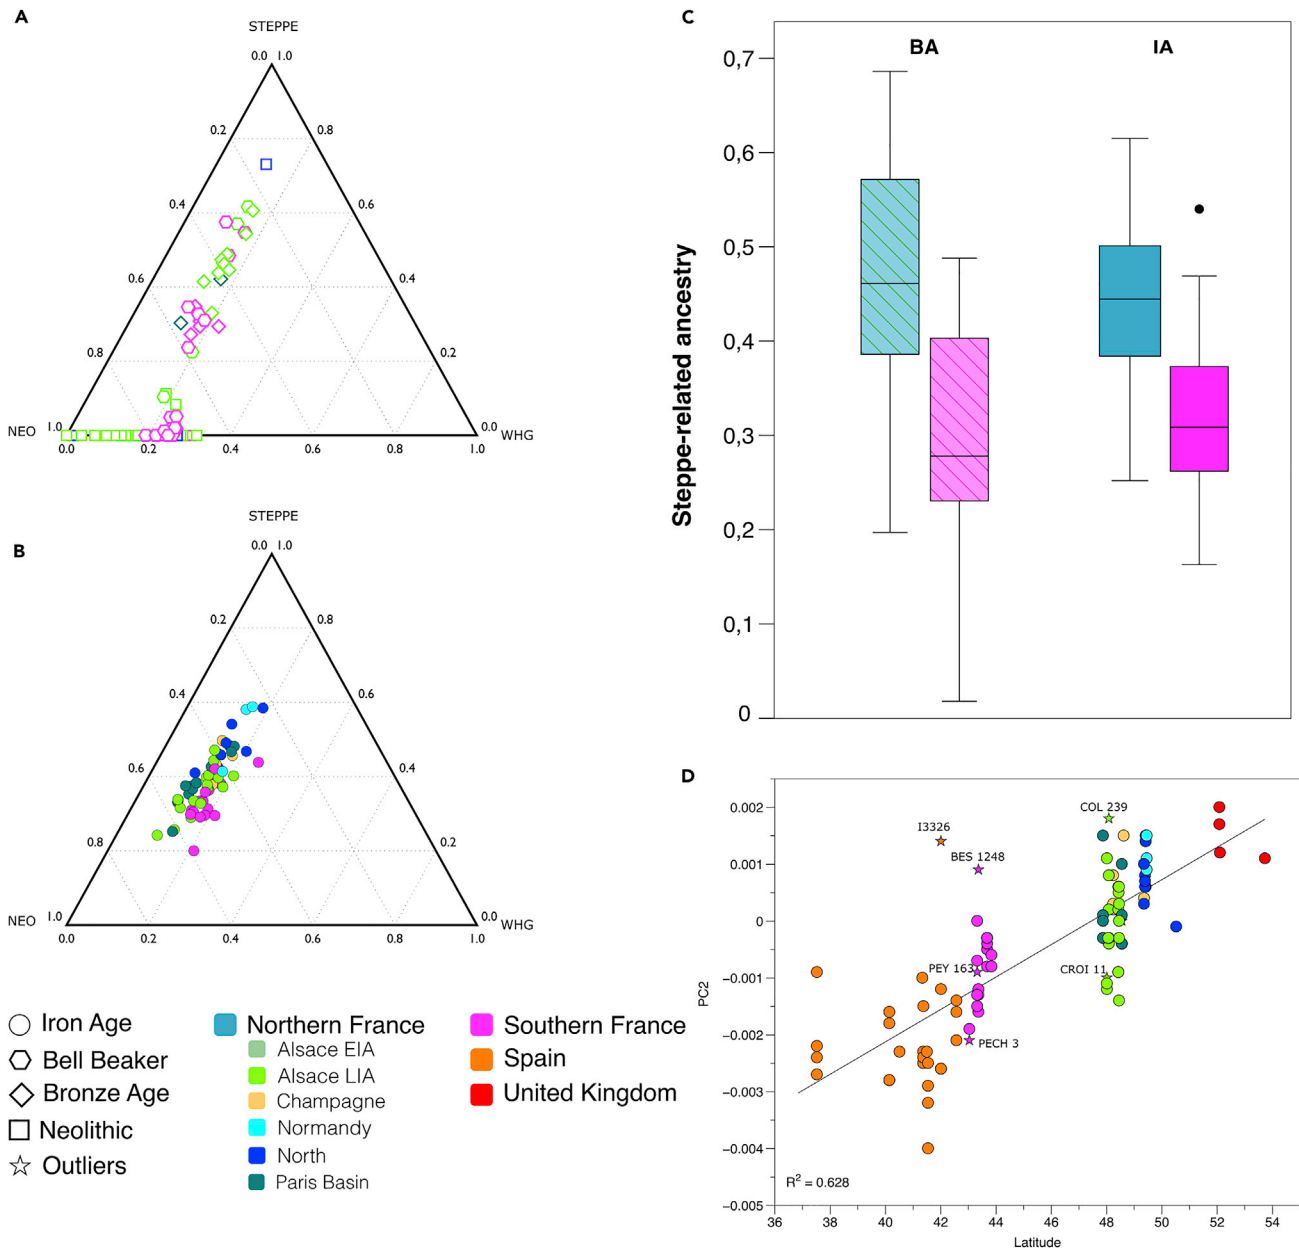 A
STEPPE
0.0 1.0
0.2 0.8
0.4 0.6
0.6 0.4
0.8 0.2
NEO 1.0 0.0 WHG
0.0 0.2 0.4 0.6 0.8 1.0
B
STEPPE
0.0 1.0
0.2 0.8
0.4 0.6
0.6 0.4
0.8 0.2
NEO 1.0 0.0 WHG
0.0 0.2 0.4 0.6 0.8 1.0
Iron Age
Bell Beaker
Bronze Age
Neolithic
Outliers
Northern France
Alsace EIA
Alsace LIA
Champagne
Normandy
North
Paris Basin
Southern France
Spain
United Kingdom
C
BA IA
Steppe-related ancestry
0,7
0,6
0,5
0,4
0,3
0,2
0,1
0
D
PC2
0.002
0.001
0
−0.001
−0.002
−0.003
−0.004
−0.005
COL 239
I3326
BES 1248
PEY 163
CROI 11
PECH 3
R2 = 0.628
36 38 40 42 44 46 48 50 52 54
Latitude